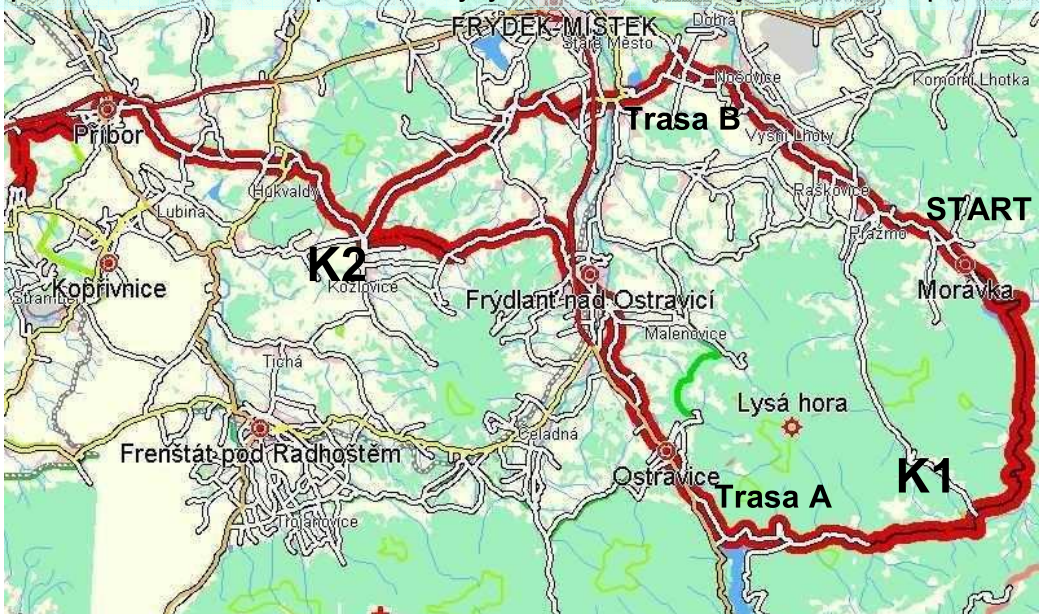 Dobrá
FRÝDEK-MÍSTEK
Staré Město
Nošovice
Komorní Lhotka
Příbor
Trasa B
Vyšní Lhoty
Hukvaldy
Raškovice
START
Lubina
Pražmo
K2
Kopřivnice
Kozlovice
Frýdlant nad Ostravicí
Morávka
Štramberk
Malenovice
Tichá
Lysá hora
Čeladná
Frenštát pod Radhoštěm
Ostravice
K1
Trasa A
Trojanovice